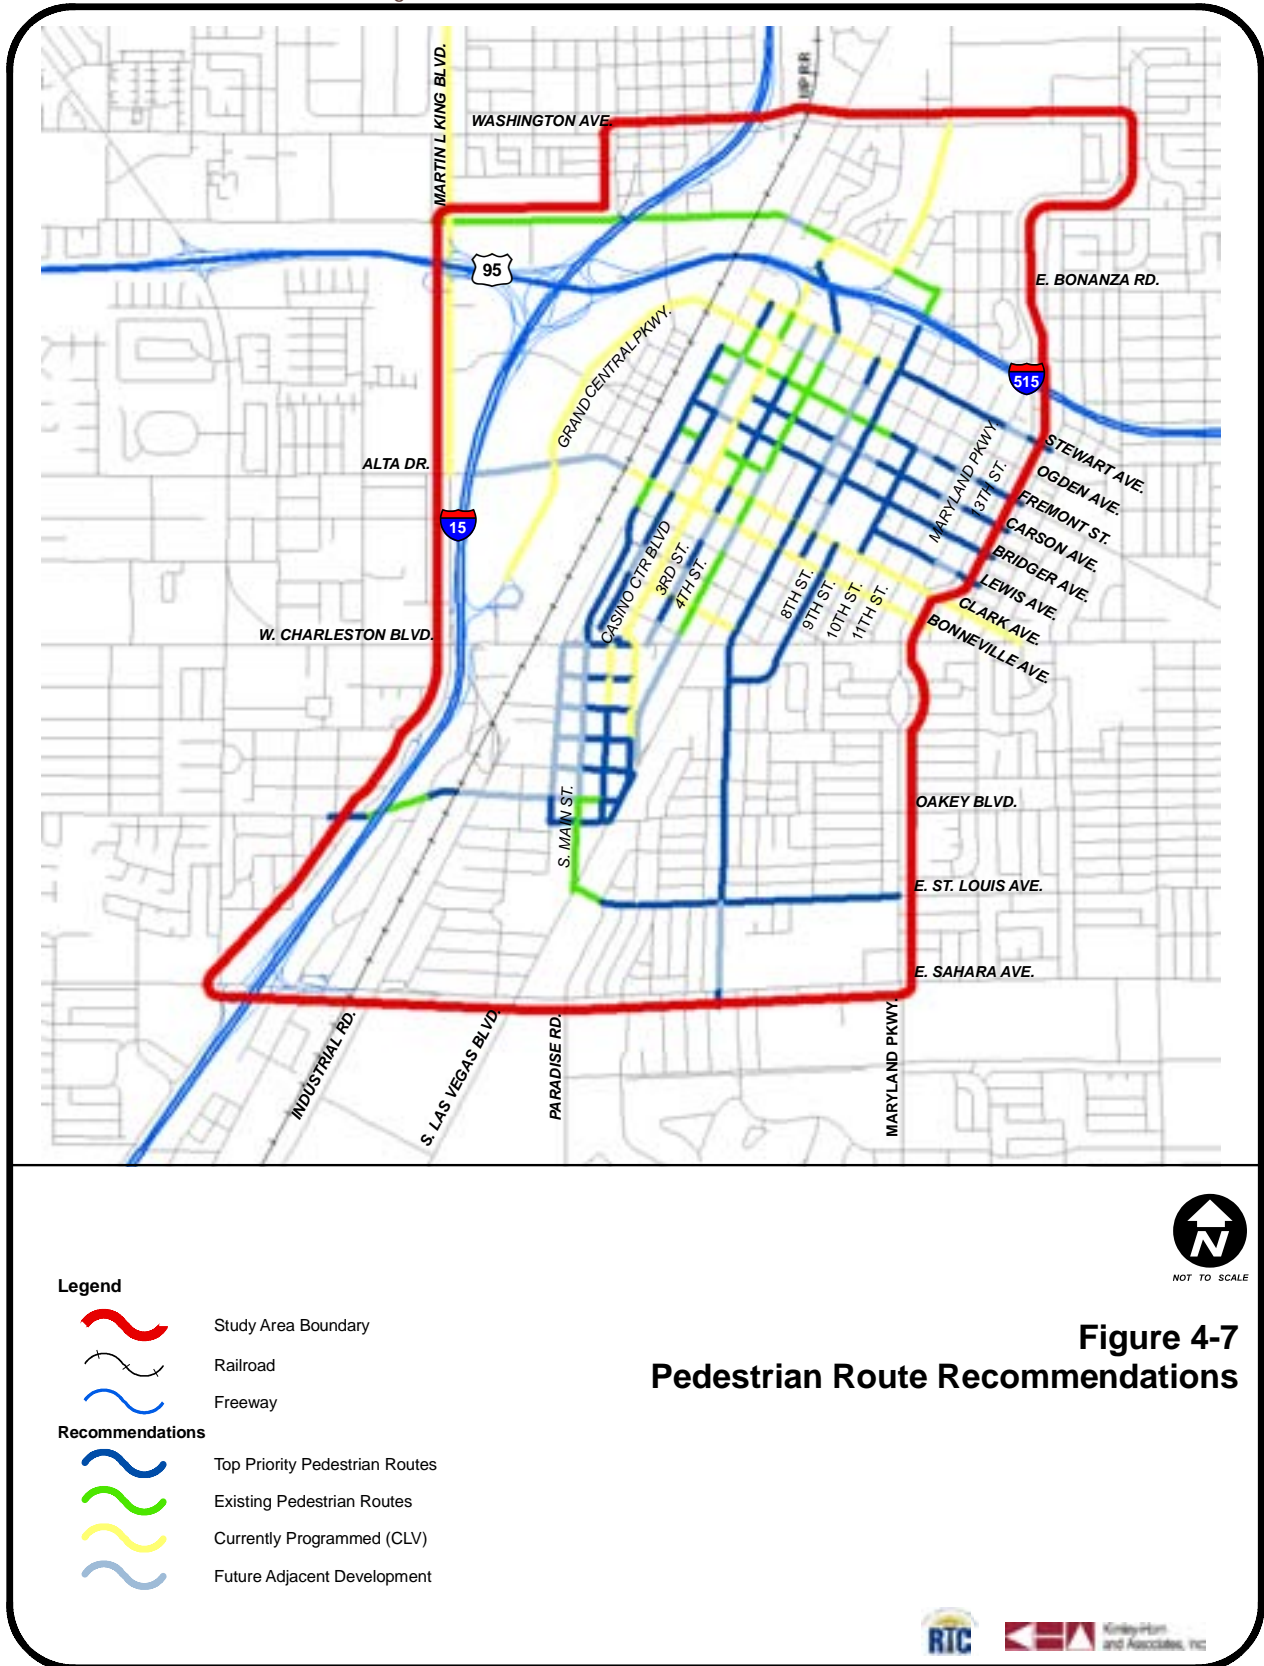 MARTIN L KING BLVD.
WASHINGTON AVE.
UPRR
95
E. BONANZA RD.
GRAND CENTRAL PKWY.
515
ALTA DR.
MARYLAND PKWY.
13TH ST.
STEWART AVE.
OGDEN AVE.
FREMONT ST.
CARSON AVE.
BRIDGER AVE.
LEWIS AVE.
CLARK AVE.
BONNEVILLE AVE.
15
CASINO CTR BLVD
3RD ST.
4TH ST.
8TH ST.
9TH ST.
10TH ST.
11TH ST.
W. CHARLESTON BLVD.
S. MAIN ST.
OAKEY BLVD.
E. ST. LOUIS AVE.
E. SAHARA AVE.
INDUSTRIAL RD.
S. LAS VEGAS BLVD.
PARADISE RD.
MARYLAND PKWY.
N
NOT TO SCALE
Legend
Study Area Boundary
Railroad
Freeway
Recommendations
Top Priority Pedestrian Routes
Existing Pedestrian Routes
Currently Programmed (CLV)
Future Adjacent Development
Figure 4-7
Pedestrian Route Recommendations
RTC
Kimley-Horn
and Associates, Inc.